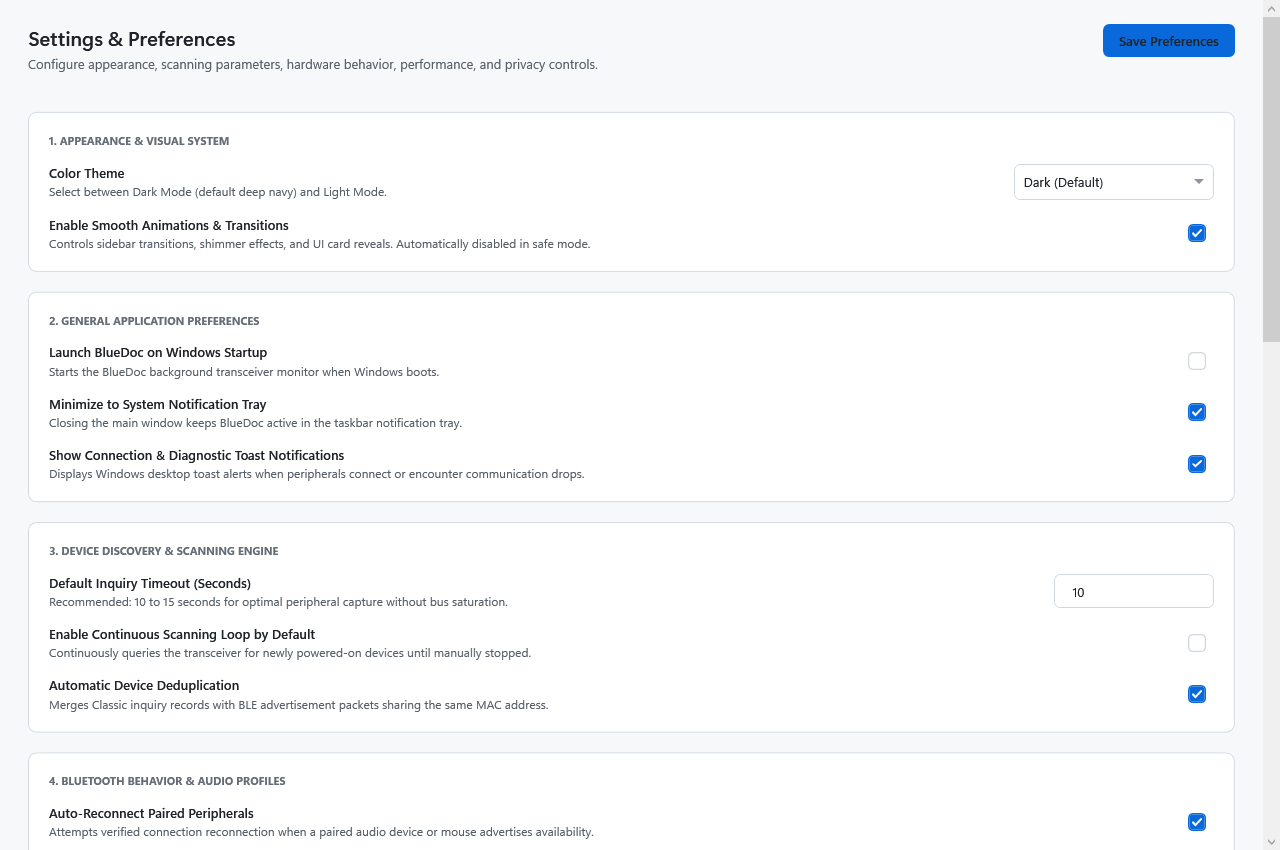 Settings & Preferences
Save Preferences
Configure appearance, scanning parameters, hardware behavior, performance, and privacy controls.
1. APPEARANCE & VISUAL SYSTEM
Color Theme
Select between Dark Mode (default deep navy) and Light Mode.
Dark (Default)
Enable Smooth Animations & Transitions
Controls sidebar transitions, shimmer effects, and UI card reveals. Automatically disabled in safe mode.
2. GENERAL APPLICATION PREFERENCES
Launch BlueDoc on Windows Startup
Starts the BlueDoc background transceiver monitor when Windows boots.
Minimize to System Notification Tray
Closing the main window keeps BlueDoc active in the taskbar notification tray.
Show Connection & Diagnostic Toast Notifications
Displays Windows desktop toast alerts when peripherals connect or encounter communication drops.
3. DEVICE DISCOVERY & SCANNING ENGINE
Default Inquiry Timeout (Seconds)
Recommended: 10 to 15 seconds for optimal peripheral capture without bus saturation.
10
Enable Continuous Scanning Loop by Default
Continuously queries the transceiver for newly powered-on devices until manually stopped.
Automatic Device Deduplication
Merges Classic inquiry records with BLE advertisement packets sharing the same MAC address.
4. BLUETOOTH BEHAVIOR & AUDIO PROFILES
Auto-Reconnect Paired Peripherals
Attempts verified connection reconnection when a paired audio device or mouse advertises availability.